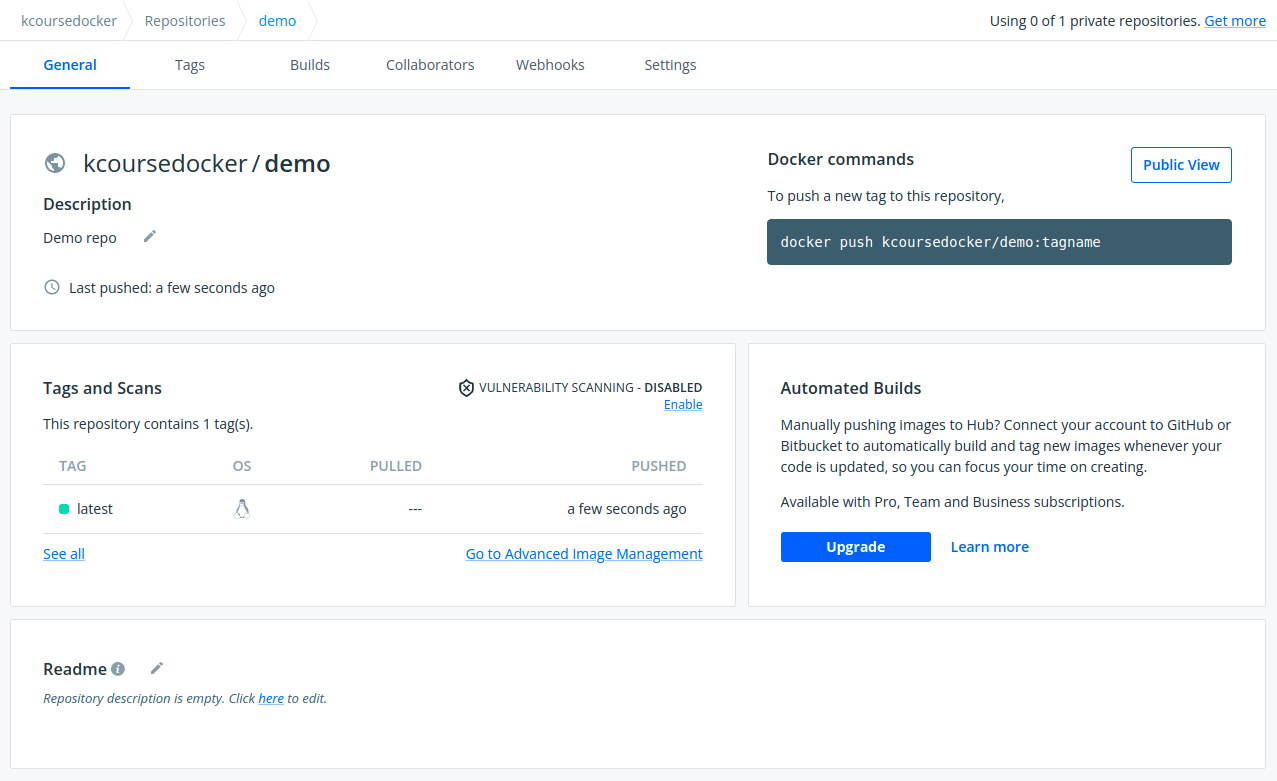 kcoursedocker Repositories demo Using 0 of 1 private repositories. Get more
General Tags Builds Collaborators Webhooks Settings
kcoursedocker / demo
Description
Demo repo
Last pushed: a few seconds ago
Docker commands
Public View
To push a new tag to this repository,
docker push kcoursedocker/demo:tagname
Tags and Scans
VULNERABILITY SCANNING - DISABLED
Enable
This repository contains 1 tag(s).
TAG OS PULLED PUSHED
latest --- a few seconds ago
See all Go to Advanced Image Management
Automated Builds
Manually pushing images to Hub? Connect your account to GitHub or
Bitbucket to automatically build and tag new images whenever your
code is updated, so you can focus your time on creating.
Available with Pro, Team and Business subscriptions.
Upgrade Learn more
Readme
Repository description is empty. Click here to edit.